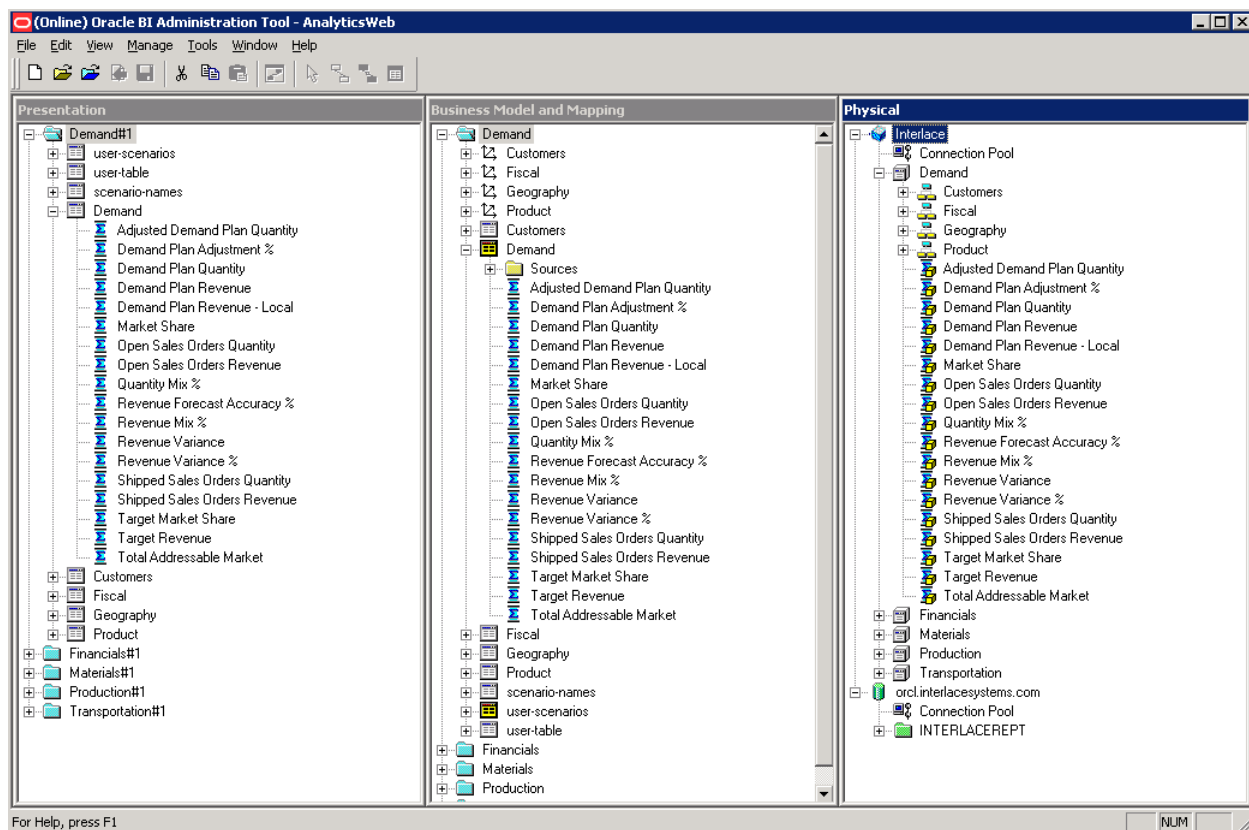 (Online) Oracle BI Administration Tool - AnalyticsWeb
File Edit View Manage Tools Window Help
Presentation
Demand#1
user-scenarios
user-table
scenario-names
Demand
Adjusted Demand Plan Quantity
Demand Plan Adjustment %
Demand Plan Quantity
Demand Plan Revenue
Demand Plan Revenue - Local
Market Share
Open Sales Orders Quantity
Open Sales Orders Revenue
Quantity Mix %
Revenue Forecast Accuracy %
Revenue Mix %
Revenue Variance
Revenue Variance %
Shipped Sales Orders Quantity
Shipped Sales Orders Revenue
Target Market Share
Target Revenue
Total Addressable Market
Customers
Fiscal
Geography
Product
Financials#1
Materials#1
Production#1
Transportation#1
Business Model and Mapping
Demand
Customers
Fiscal
Geography
Product
Customers
Demand
Sources
Adjusted Demand Plan Quantity
Demand Plan Adjustment %
Demand Plan Quantity
Demand Plan Revenue
Demand Plan Revenue - Local
Market Share
Open Sales Orders Quantity
Open Sales Orders Revenue
Quantity Mix %
Revenue Forecast Accuracy %
Revenue Mix %
Revenue Variance
Revenue Variance %
Shipped Sales Orders Quantity
Shipped Sales Orders Revenue
Target Market Share
Target Revenue
Total Addressable Market
Fiscal
Geography
Product
scenario-names
user-scenarios
user-table
Financials
Materials
Production
Physical
Interlace
Connection Pool
Demand
Customers
Fiscal
Geography
Product
Adjusted Demand Plan Quantity
Demand Plan Adjustment %
Demand Plan Quantity
Demand Plan Revenue
Demand Plan Revenue - Local
Market Share
Open Sales Orders Quantity
Open Sales Orders Revenue
Quantity Mix %
Revenue Forecast Accuracy %
Revenue Mix %
Revenue Variance
Revenue Variance %
Shipped Sales Orders Quantity
Shipped Sales Orders Revenue
Target Market Share
Target Revenue
Total Addressable Market
Financials
Materials
Production
Transportation
orcl.interlacesystems.com
Connection Pool
INTERLACEREPT
For Help, press F1
NUM